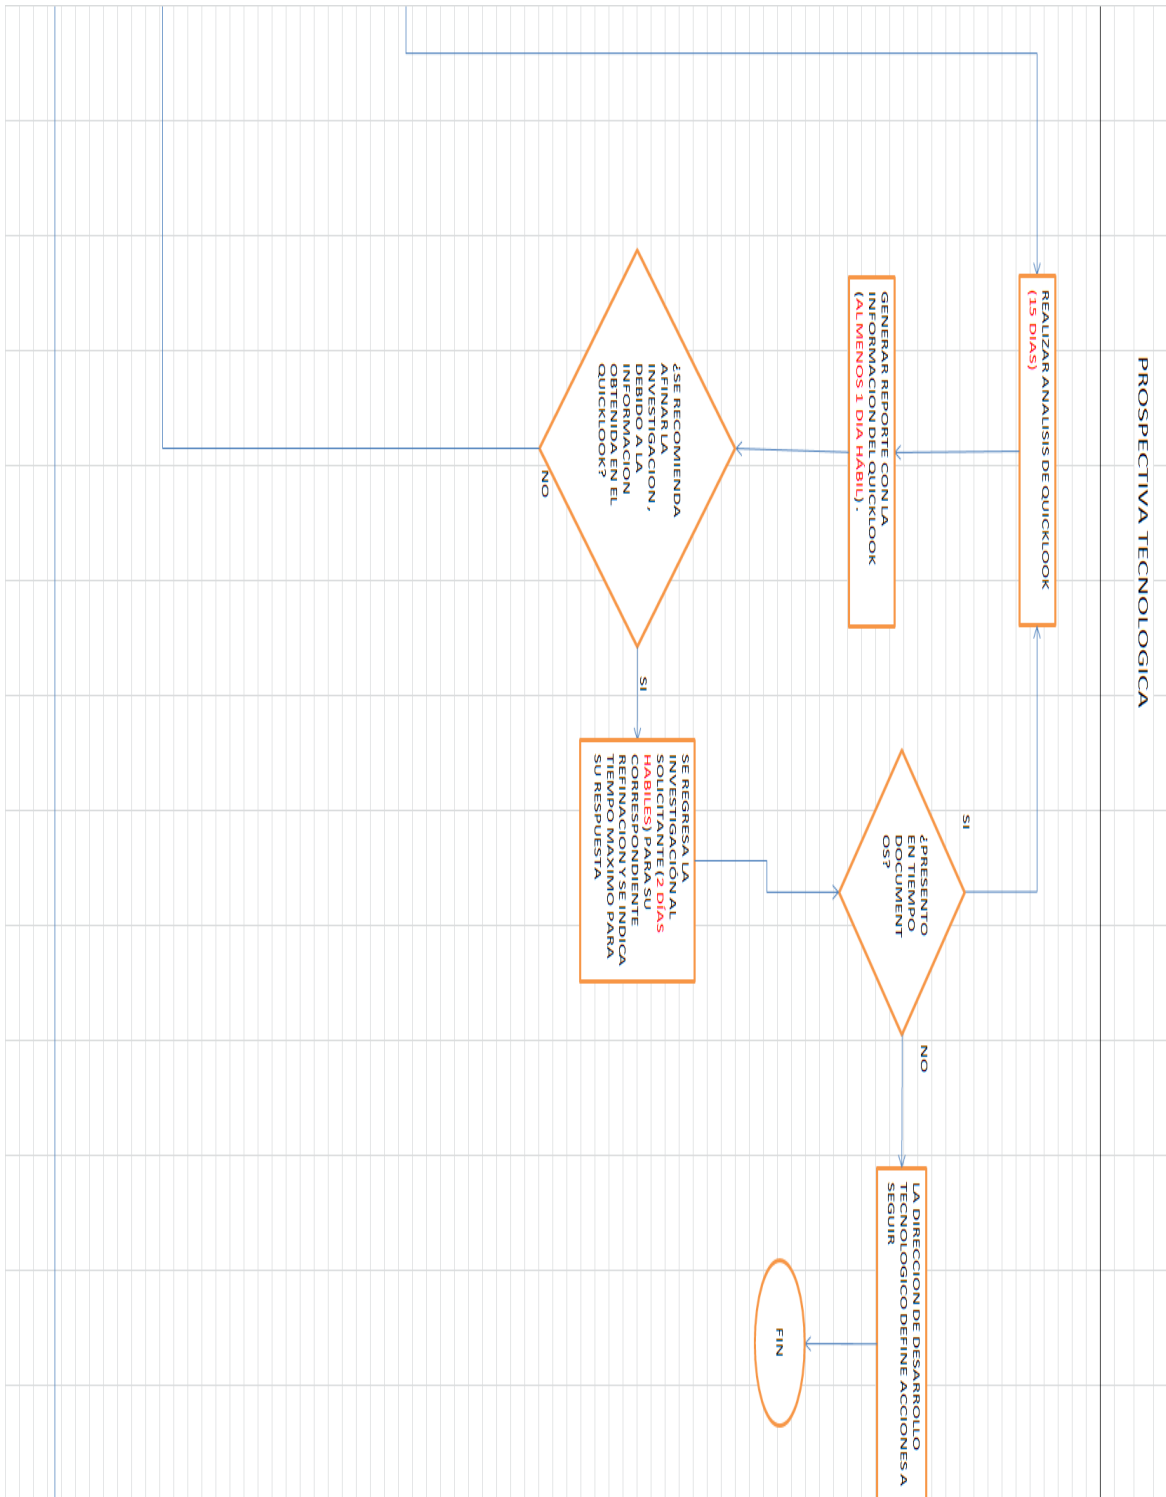 PROSPECTIVA TECNOLOGICA
REALIZAR ANALISIS DE QUICKLOOK
(15 DIAS)
GENERAR REPORTE CON LA
INFORMACION DEL QUICKLOOK
(AL MENOS 1 DIA HÁBIL) .
¿SE RECOMIENDA
AFINAR LA
INVESTIGACION ,
DEBIDO A LA
INFORMACION
OBTENIDA EN EL
QUICKLOOK?
NO
SI
SE REGRESA LA
INVESTIGACIÓN AL
SOLICITANTE (2 DÍAS
HABILES) PARA SU
CORRESPONDIENTE
REFINACION Y SE INDICA
TIEMPO MAXIMO PARA
SU RESPUESTA
SI
¿PRESENTO
EN TIEMPO
DOCUMENT
OS?
NO
LA DIRECCION DE DESARROLLO
TECNOLOGICO DEFINE ACCIONES A
SEGUIR
FIN